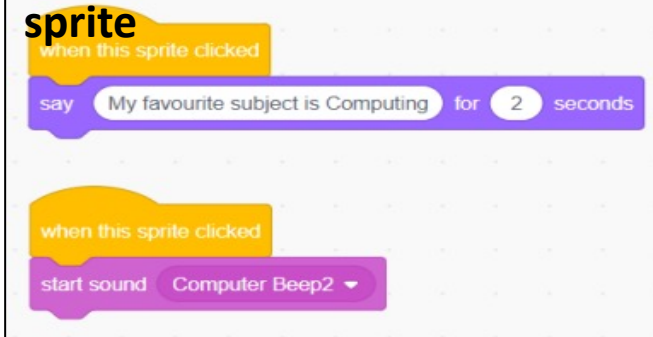 sprite
when this sprite clicked
say My favourite subject is Computing for 2 seconds
when this sprite clicked
start sound Computer Beep2